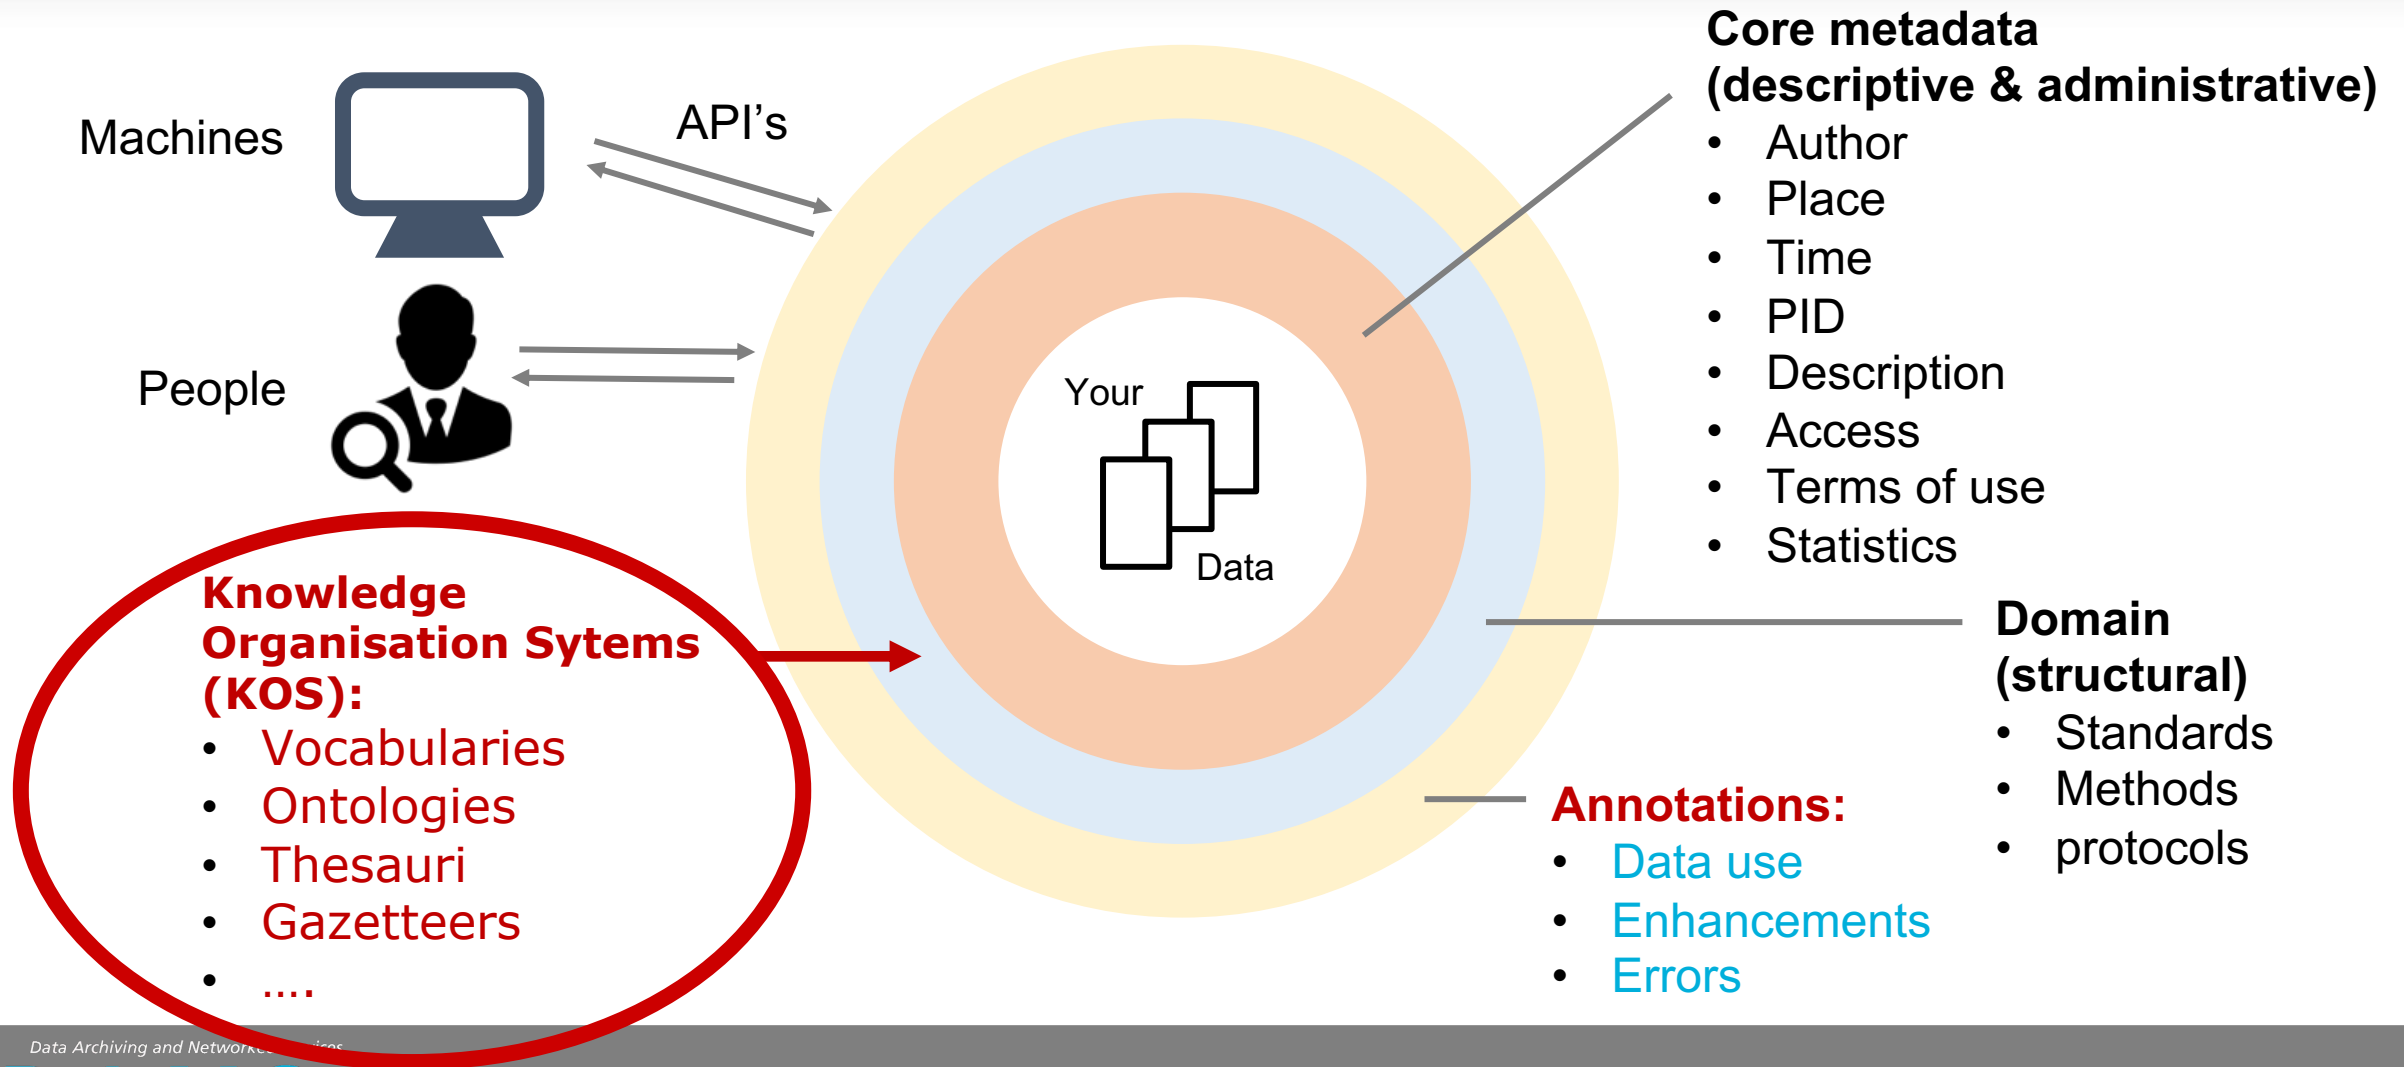 Machines
API's
People
Your
Data
Core metadata
(descriptive & administrative)
• Author
• Place
• Time
• PID
• Description
• Access
• Terms of use
• Statistics
Knowledge
Organisation Sytems
(KOS):
• Vocabularies
• Ontologies
• Thesauri
• Gazetteers
• ....
Domain
(structural)
• Standards
• Methods
• protocols
Annotations:
• Data use
• Enhancements
• Errors
Data Archiving and